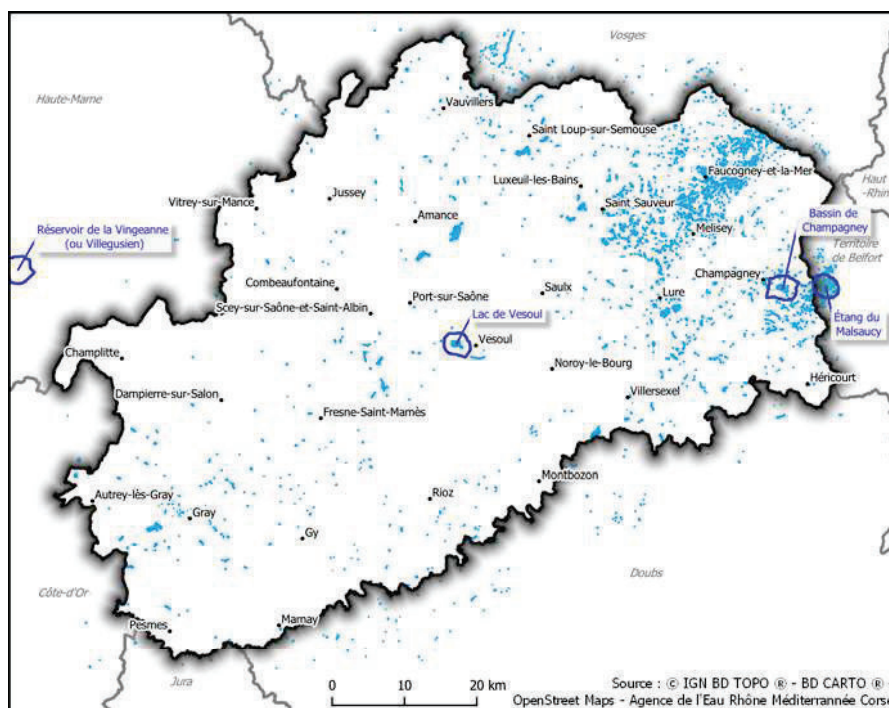 Vosges
Haute-Marne
Vauvillers
Saint Loup-sur-Semouse
Faucogney-et-la-Mer
Haut
-Rhin
Luxeuil-les-Bains
Jussey
Vitrey-sur-Mance
Saint Sauveur
Amance
Bassin de
Champagney
Réservoir de la Vingeanne
(ou Villegusien)
Melisey
Territoire
de Belfort
Champagney
Combeaufontaine
Saulx
Lure
Port-sur-Saône
Scey-sur-Saône-et-Saint-Albin
Lac de Vesoul
Étang du
Malsaucy
Vesoul
Champlitte
Noroy-le-Bourg
Héricourt
Dampierre-sur-Salon
Villersexel
Fresne-Saint-Mamès
Montbozon
Autrey-lès-Gray
Rioz
Gray
Gy
Doubs
Côte-d'Or
Pesmes
Marnay
Jura
Source : © IGN BD TOPO ® - BD CARTO ® -
0 10 20 km
OpenStreet Maps - Agence de l'Eau Rhône Méditerrannée Corse